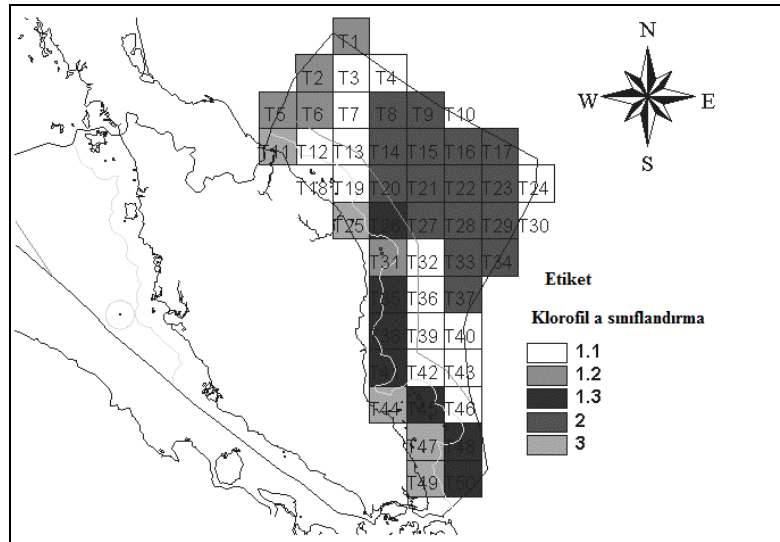 N
W E
S
T1
T2 T3 T4
T5 T6 T7 T8 T9 T10
T11 T12 T13 T14 T15 T16 T17
T18 T19 T20 T21 T22 T23 T24
T25 T26 T27 T28 T29 T30
T31 T32 T33 T34
T35 T36 T37
T38 T39 T40
T42 T43
T44 T45 T46
T47 T48
T49 T50
Etiket
Klorofil a sınıflandırma
1.1
1.2
1.3
2
3